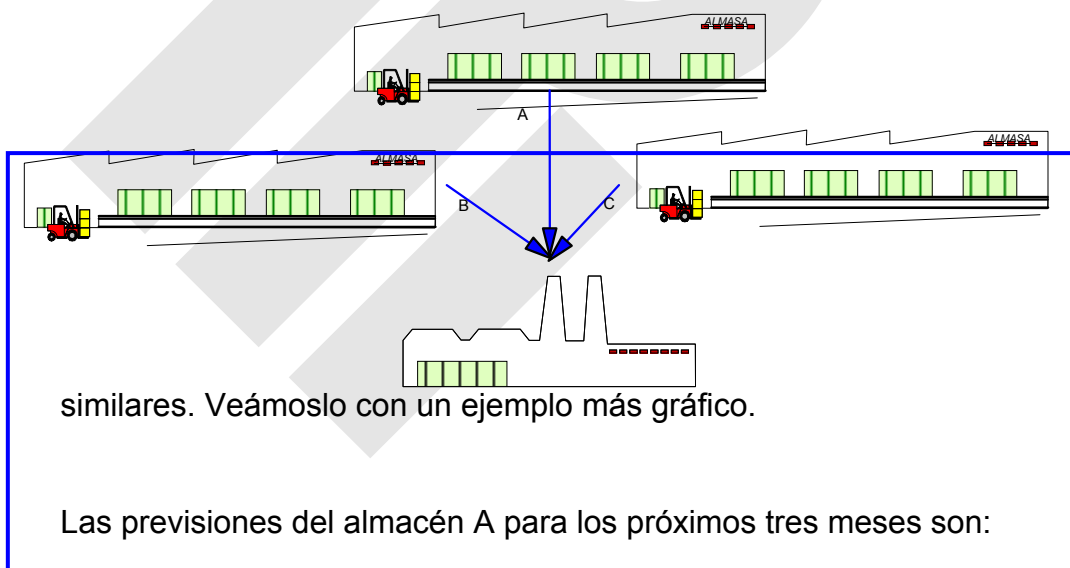 ALMASA
A
ALMASA
ALMASA
B
C
similares. Veámoslo con un ejemplo más gráfico.
Las previsiones del almacén A para los próximos tres meses son: